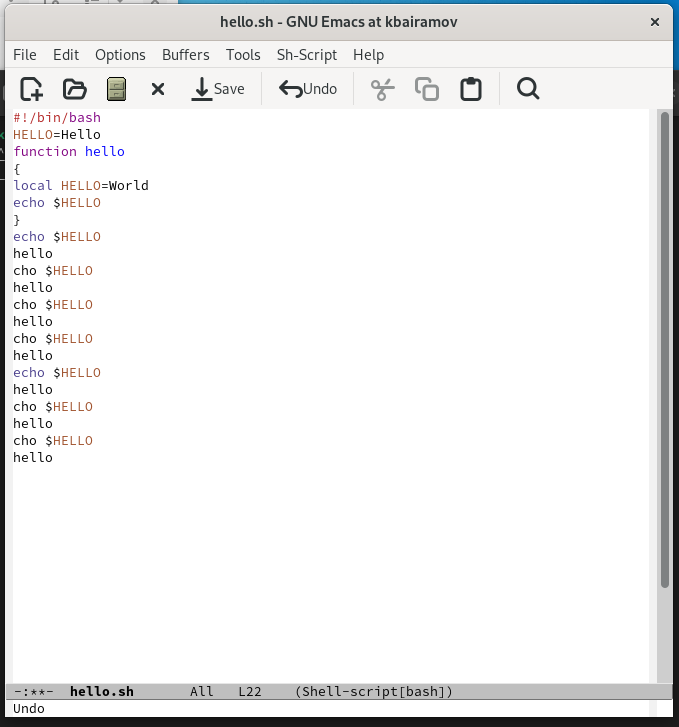 hello.sh - GNU Emacs at kbairamov
File Edit Options Buffers Tools Sh-Script Help
Save Undo
#!/bin/bash
HELLO=Hello
function hello
{
local HELLO=World
echo $HELLO
}
echo $HELLO
hello
cho $HELLO
hello
cho $HELLO
hello
cho $HELLO
hello
echo $HELLO
hello
cho $HELLO
hello
cho $HELLO
hello
-:**- hello.sh All L22 (Shell-script[bash])
Undo